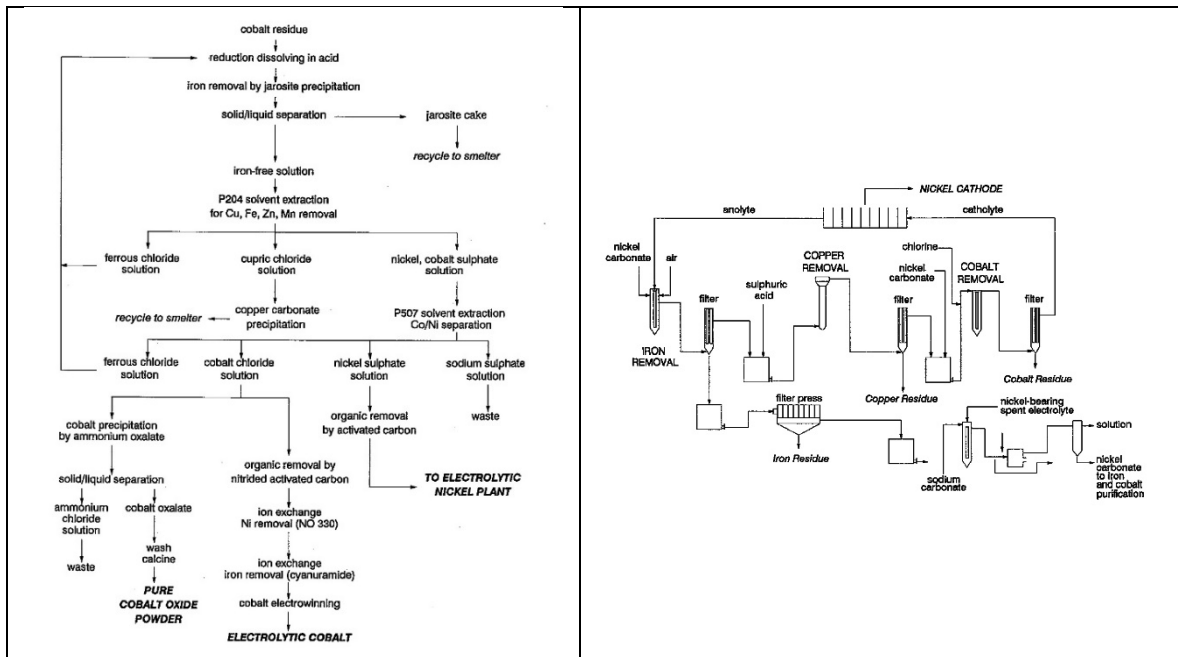 cobalt residue
reduction dissolving in acid
iron removal by jarosite precipitation
solid/liquid separation
jarosite cake
recycle to smelter
iron-free solution
P204 solvent extraction
for Cu, Fe, Zn, Mn removal
ferrous chloride
solution
cupric chloride
solution
nickel, cobalt sulphate
solution
recycle to smelter
copper carbonate
precipitation
P507 solvent extraction
Co/Ni separation
ferrous chloride
solution
cobalt chloride
solution
nickel sulphate
solution
sodium sulphate
solution
cobalt precipitation
by ammonium oxalate
organic removal
by activated carbon
waste
solid/liquid separation
organic removal by
nitrided activated carbon
TO ELECTROLYTIC
NICKEL PLANT
ammonium
chloride
solution
cobalt oxalate
ion exchange
Ni removal (NO 330)
waste
wash
calcine
ion exchange
iron removal (cyanuramide)
PURE
COBALT OXIDE
POWDER
cobalt electrowinning
ELECTROLYTIC COBALT
NICKEL CATHODE
anolyte
catholyte
nickel
carbonate
air
COPPER
REMOVAL
chlorine
nickel
carbonate
COBALT
REMOVAL
filter
sulphuric
acid
filter
filter
IRON
REMOVAL
Cobalt Residue
Copper Residue
filter press
nickel-bearing
spent electrolyte
solution
Iron Residue
sodium
carbonate
nickel
carbonate
to iron
and cobalt
purification